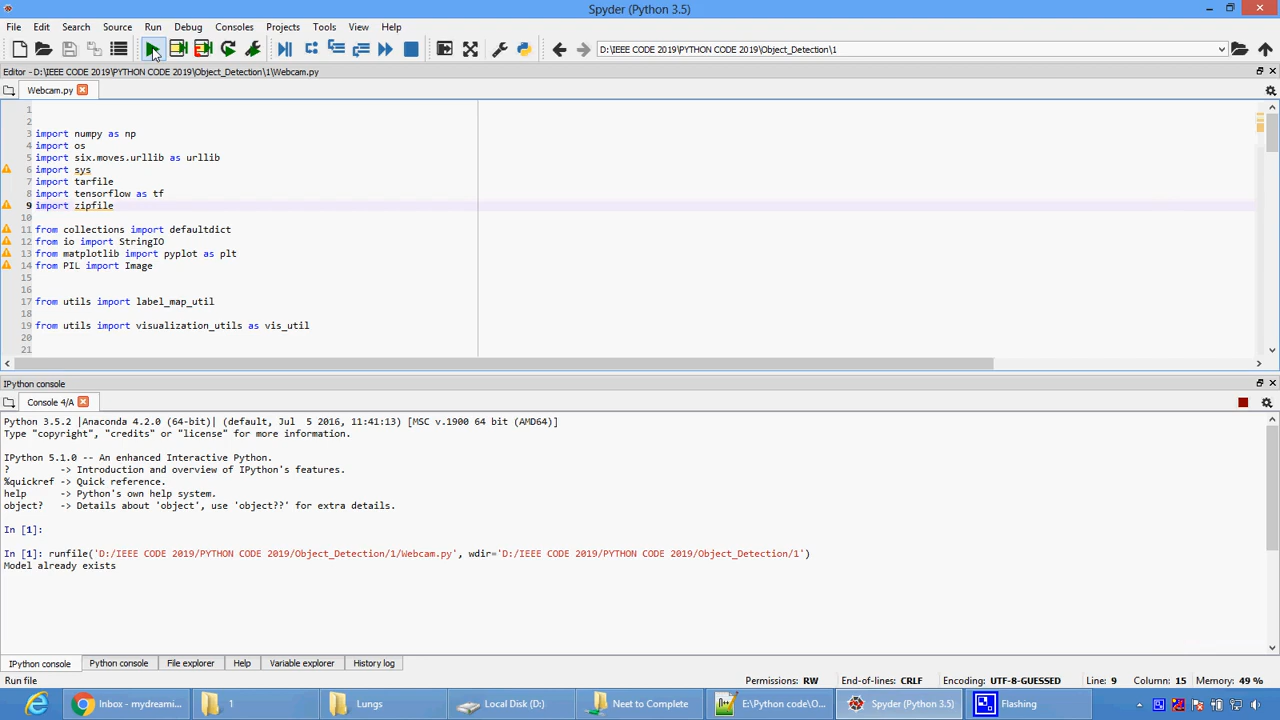 Spyder (Python 3.5)
File Edit Search Source Run Debug Consoles Projects Tools View Help
D:\IEEE CODE 2019\PYTHON CODE 2019\Object_Detection\1
Editor - D:\IEEE CODE 2019\PYTHON CODE 2019\Object_Detection\1\Webcam.py
Webcam.py
1
2
3 import numpy as np
4 import os
5 import six.moves.urllib as urllib
6 import sys
7 import tarfile
8 import tensorflow as tf
9 import zipfile
10
11 from collections import defaultdict
12 from io import StringIO
13 from matplotlib import pyplot as plt
14 from PIL import Image
15
16
17 from utils import label_map_util
18
19 from utils import visualization_utils as vis_util
20
21
IPython console
Console 4/A
Python 3.5.2 |Anaconda 4.2.0 (64-bit)| (default, Jul  5 2016, 11:41:13) [MSC v.1900 64 bit (AMD64)]
Type "copyright", "credits" or "license" for more information.
IPython 5.1.0 -- An enhanced Interactive Python.
?         -> Introduction and overview of IPython's features.
%quickref -> Quick reference.
help      -> Python's own help system.
object?   -> Details about 'object', use 'object??' for extra details.
In [1]:
In [1]: runfile('D:/IEEE CODE 2019/PYTHON CODE 2019/Object_Detection/1/Webcam.py', wdir='D:/IEEE CODE 2019/PYTHON CODE 2019/Object_Detection/1')
Model already exists
IPython console Python console File explorer Help Variable explorer History log
Run file Permissions: RW End-of-lines: CRLF Encoding: UTF-8-GUESSED Line: 9 Column: 15 Memory: 49 %
Inbox - mydreami... 1 Lungs Local Disk (D:) Neet to Complete E:\Python code\O... Spyder (Python 3.5) Flashing